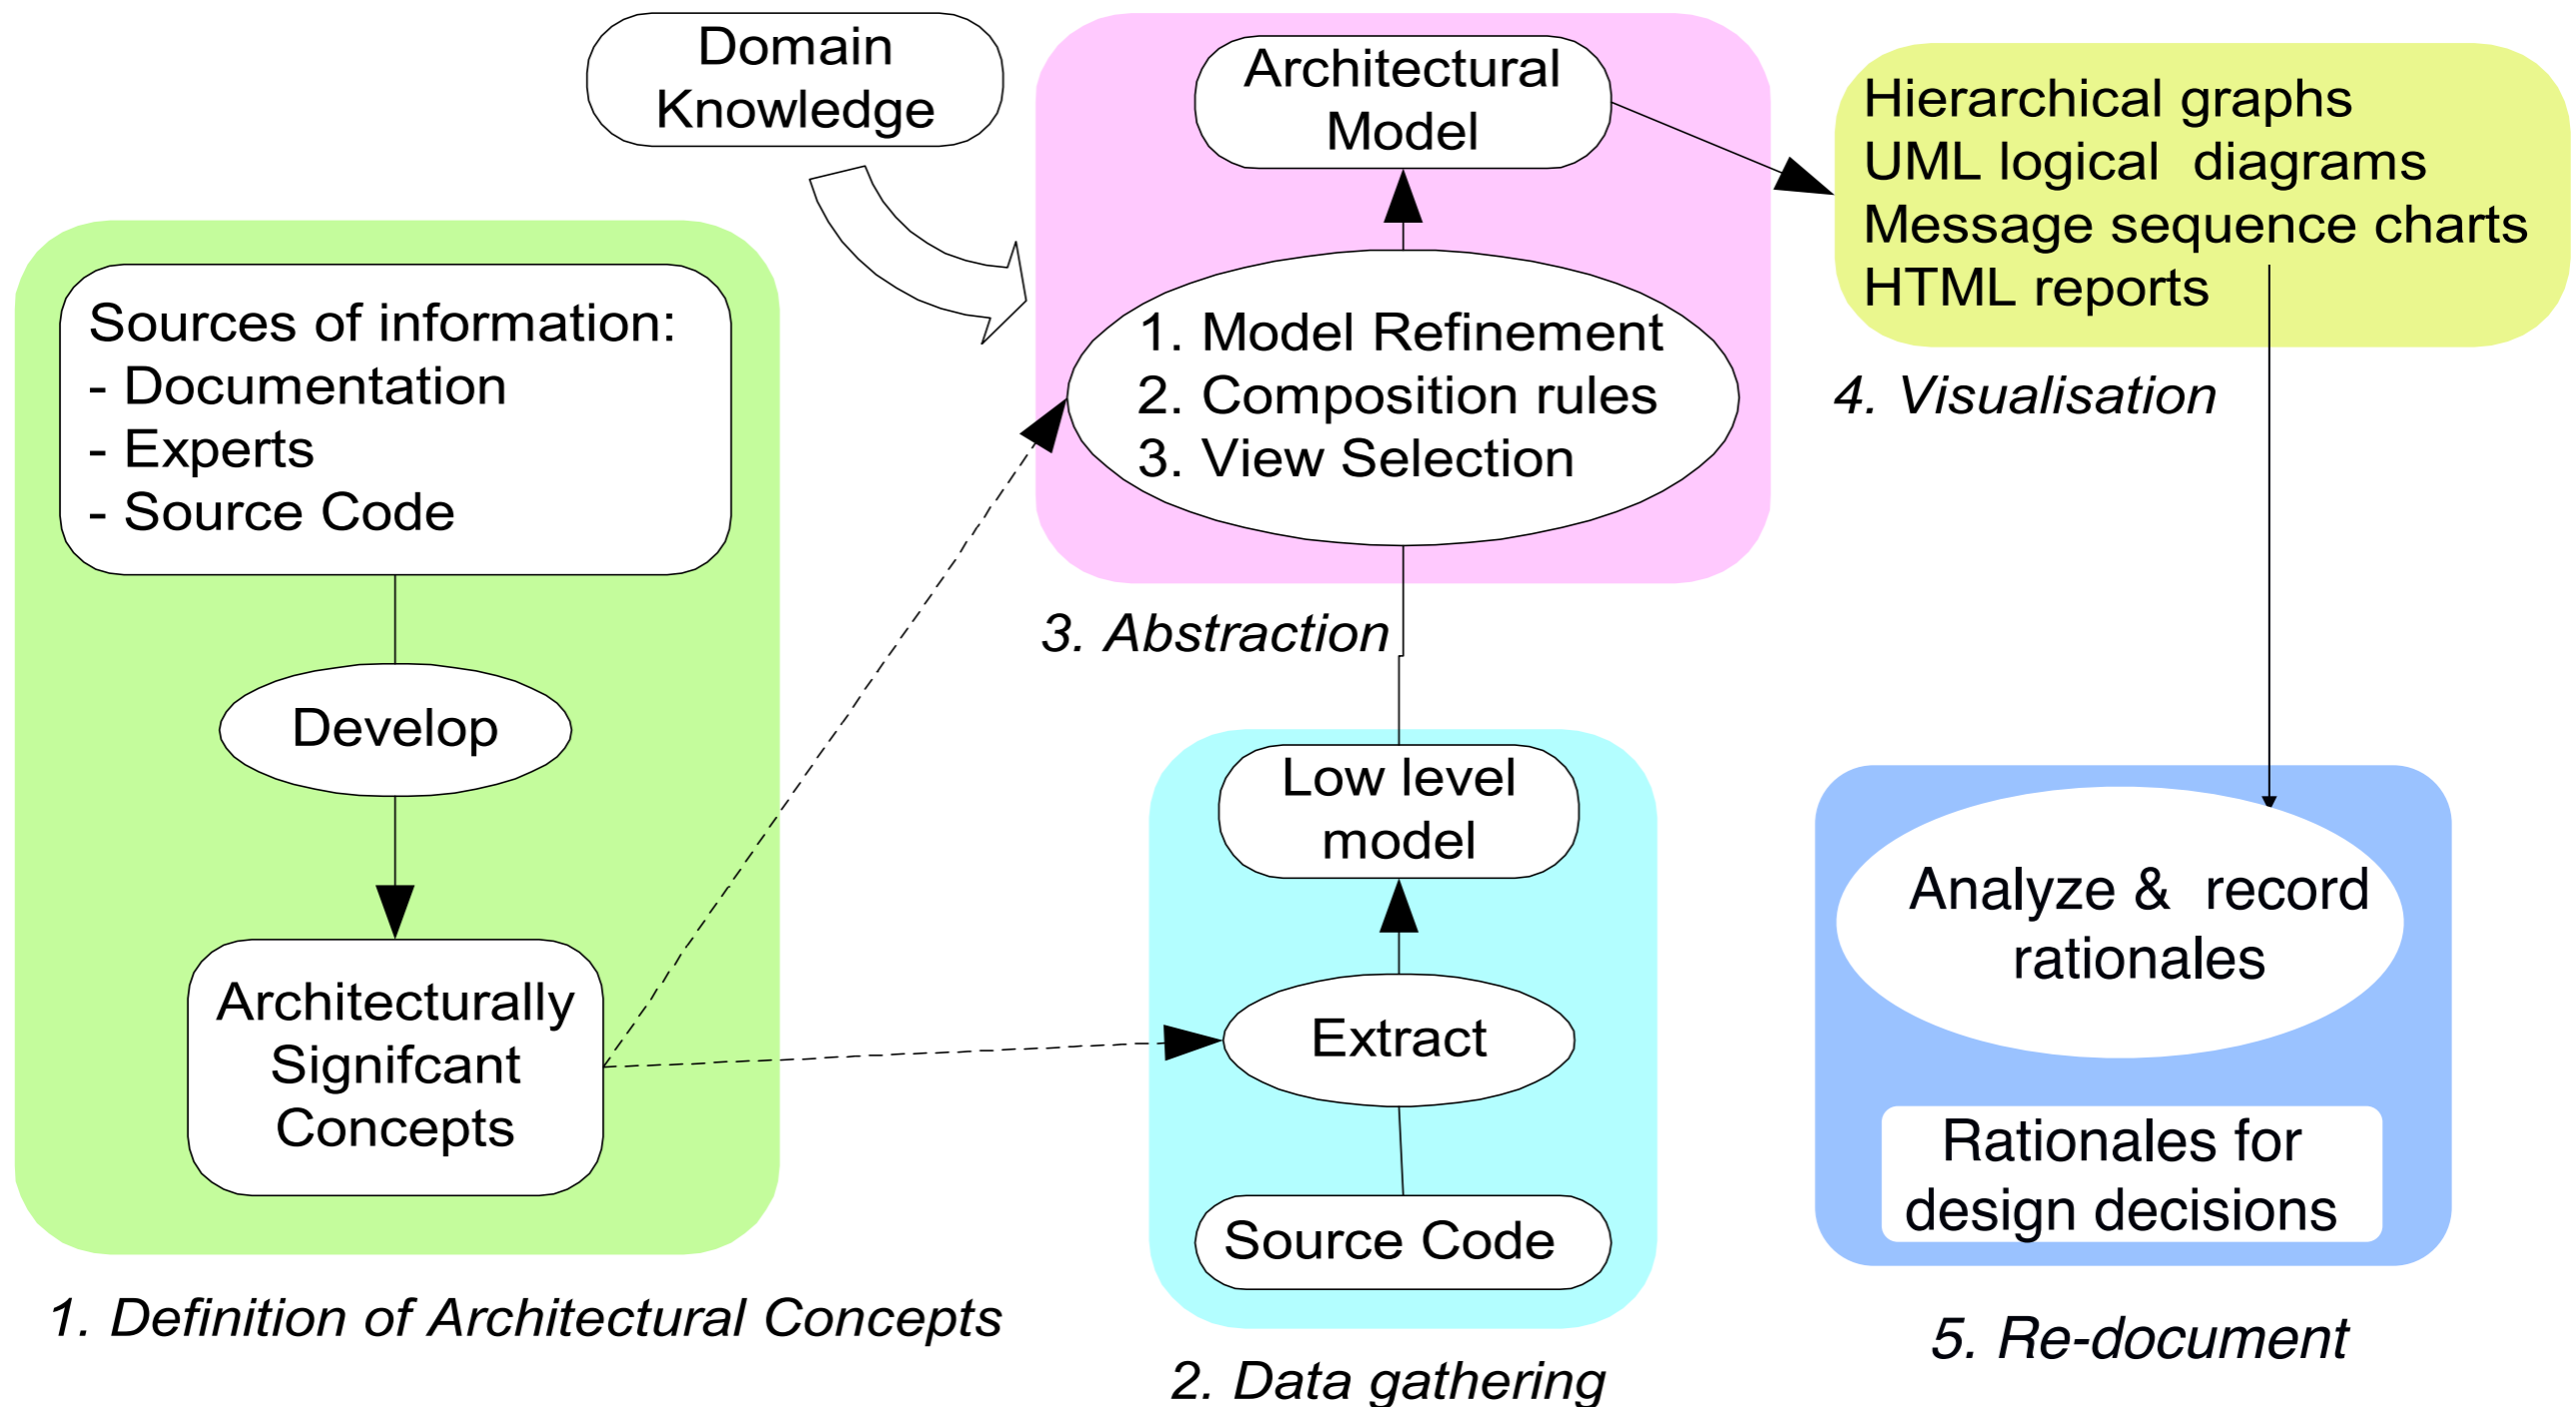 Domain
Knowledge
Sources of information:
- Documentation
- Experts
- Source Code
Develop
Architecturally
Signifcant
Concepts
1. Definition of Architectural Concepts
Architectural
Model
1. Model Refinement
2. Composition rules
3. View Selection
3. Abstraction
Low level
model
Extract
Source Code
2. Data gathering
Hierarchical graphs
UML logical  diagrams
Message sequence charts
HTML reports
4. Visualisation
Analyze &  record
rationales
Rationales for
design decisions
5. Re-document